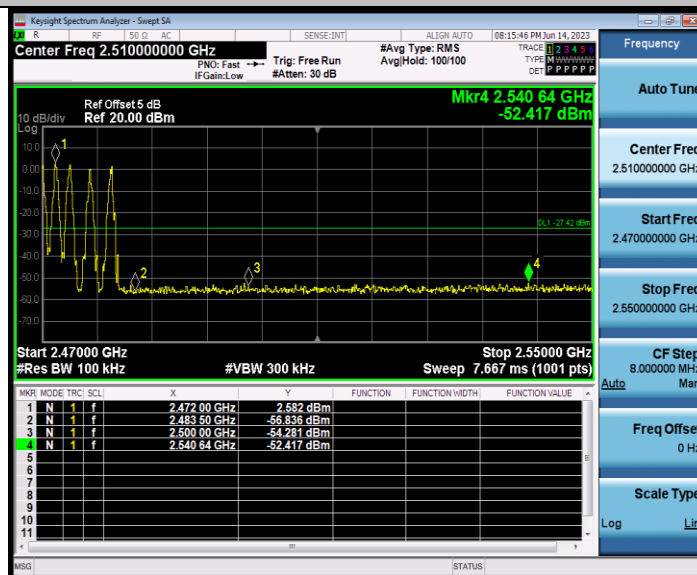 Keysight Spectrum Analyzer - Swept SA
LXI R RF 50 Ω AC SENSE:INT ALIGN AUTO 08:15:46 PM Jun 14, 2023
Center Freq 2.510000000 GHz
PNO: Fast
IFGain:Low
Trig: Free Run
#Atten: 30 dB
#Avg Type: RMS
Avg|Hold: 100/100
TRACE 1 2 3 4 5 6
TYPE M WWWWW
DET P P P P P P
Frequency
Ref Offset 5 dB
Mkr4 2.540 64 GHz
10 dB/div Ref 20.00 dBm
-52.417 dBm
Log
10.0
0.00
-10.0
-20.0
-30.0
-40.0
-50.0
-60.0
-70.0
1
2
3
4
DL1 -27.42 dBm
Start 2.47000 GHz
Stop 2.55000 GHz
#Res BW 100 kHz
#VBW 300 kHz
Sweep 7.667 ms (1001 pts)
MKR MODE TRC SCL X Y FUNCTION FUNCTION WIDTH FUNCTION VALUE
1 N 1 f 2.472 00 GHz 2.582 dBm
2 N 1 f 2.483 50 GHz -56.836 dBm
3 N 1 f 2.500 00 GHz -54.281 dBm
4 N 1 f 2.540 64 GHz -52.417 dBm
5
6
7
8
9
10
11
MSG
STATUS
Auto Tune
Center Freq
2.510000000 GHz
Start Freq
2.470000000 GHz
Stop Freq
2.550000000 GHz
CF Step
8.000000 MHz
Auto Man
Freq Offset
0 Hz
Scale Type
Log Lin